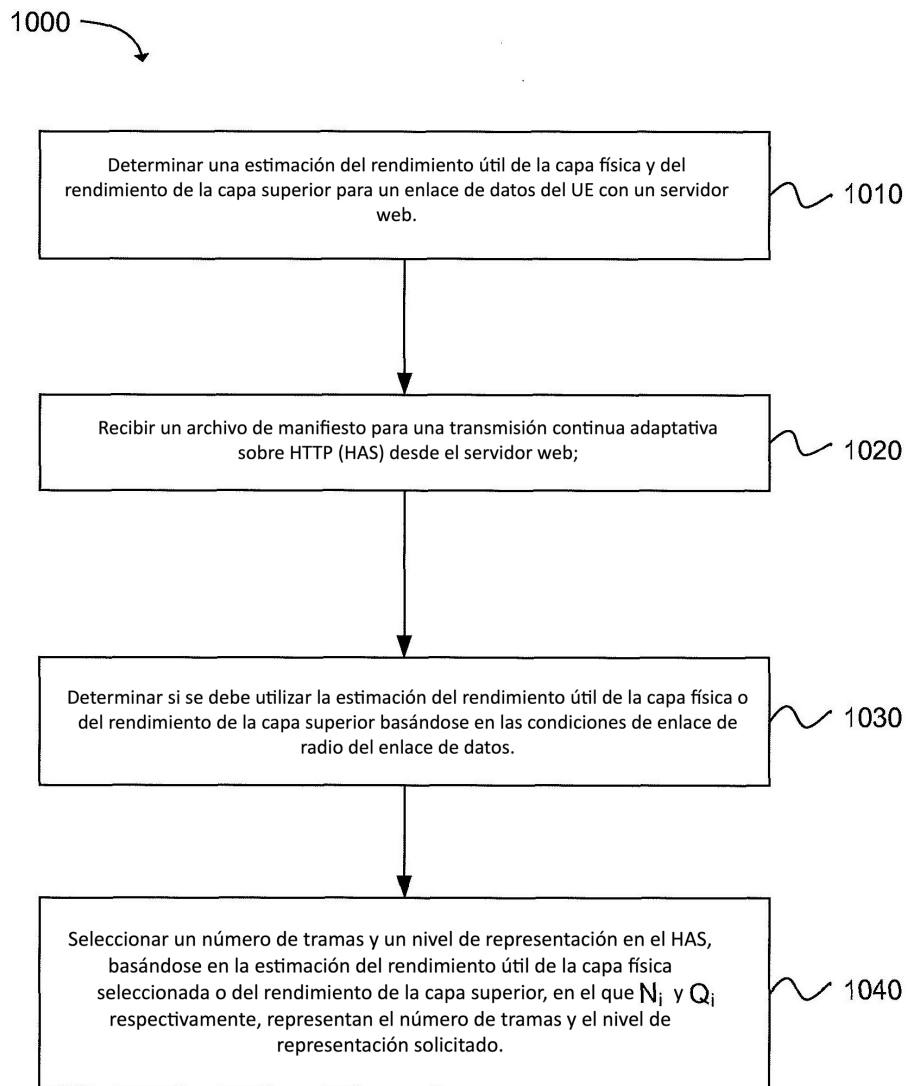 1000
Determinar una estimación del rendimiento útil de la capa física y del
rendimiento de la capa superior para un enlace de datos del UE con un servidor
web.
1010
Recibir un archivo de manifiesto para una transmisión continua adaptativa
sobre HTTP (HAS) desde el servidor web;
1020
Determinar si se debe utilizar la estimación del rendimiento útil de la capa física o
del rendimiento de la capa superior basándose en las condiciones de enlace de
radio del enlace de datos.
1030
Seleccionar un número de tramas y un nivel de representación en el HAS,
basándose en la estimación del rendimiento útil de la capa física
seleccionada o del rendimiento de la capa superior, en el que Ni y Qi
respectivamente, representan el número de tramas y el nivel de
representación solicitado.
1040